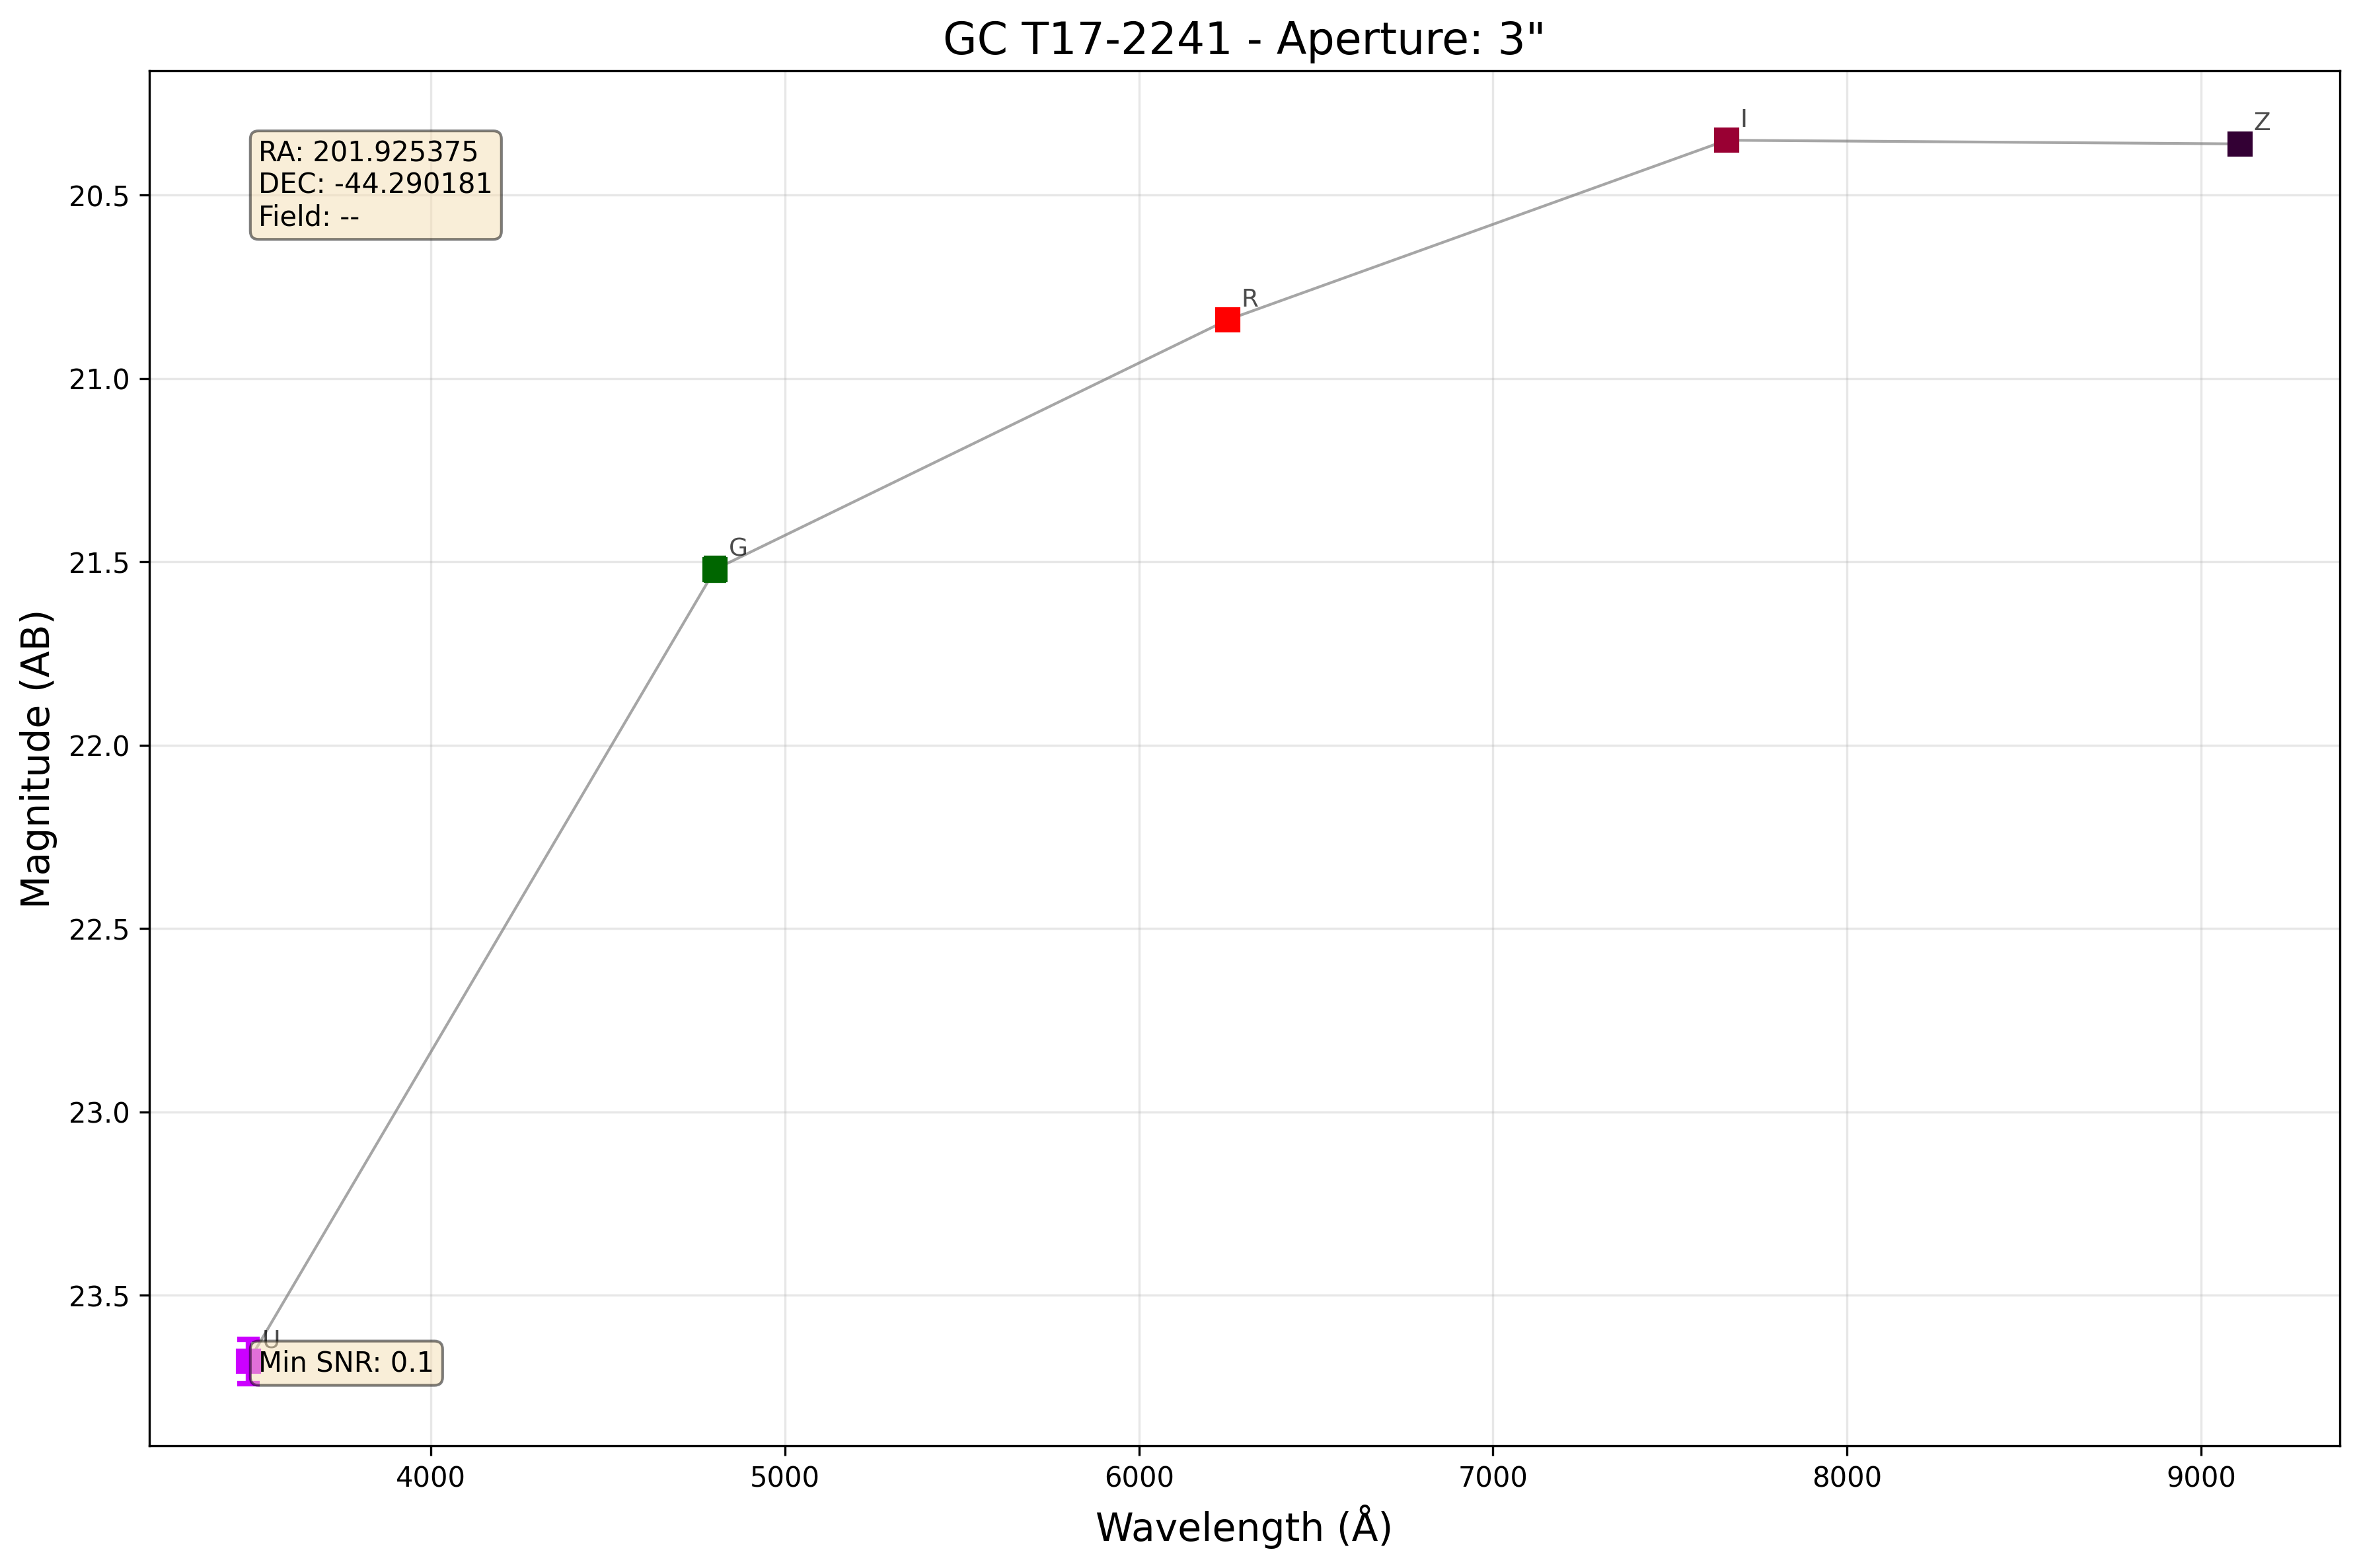 GC T17-2241 - Aperture: 3"
RA: 201.925375
DEC: -44.290181
Field: --
I
Z
R
G
U
Min SNR: 0.1
20.5
21.0
21.5
22.0
22.5
23.0
23.5
Magnitude (AB)
4000
5000
6000
7000
8000
9000
Wavelength (Å)